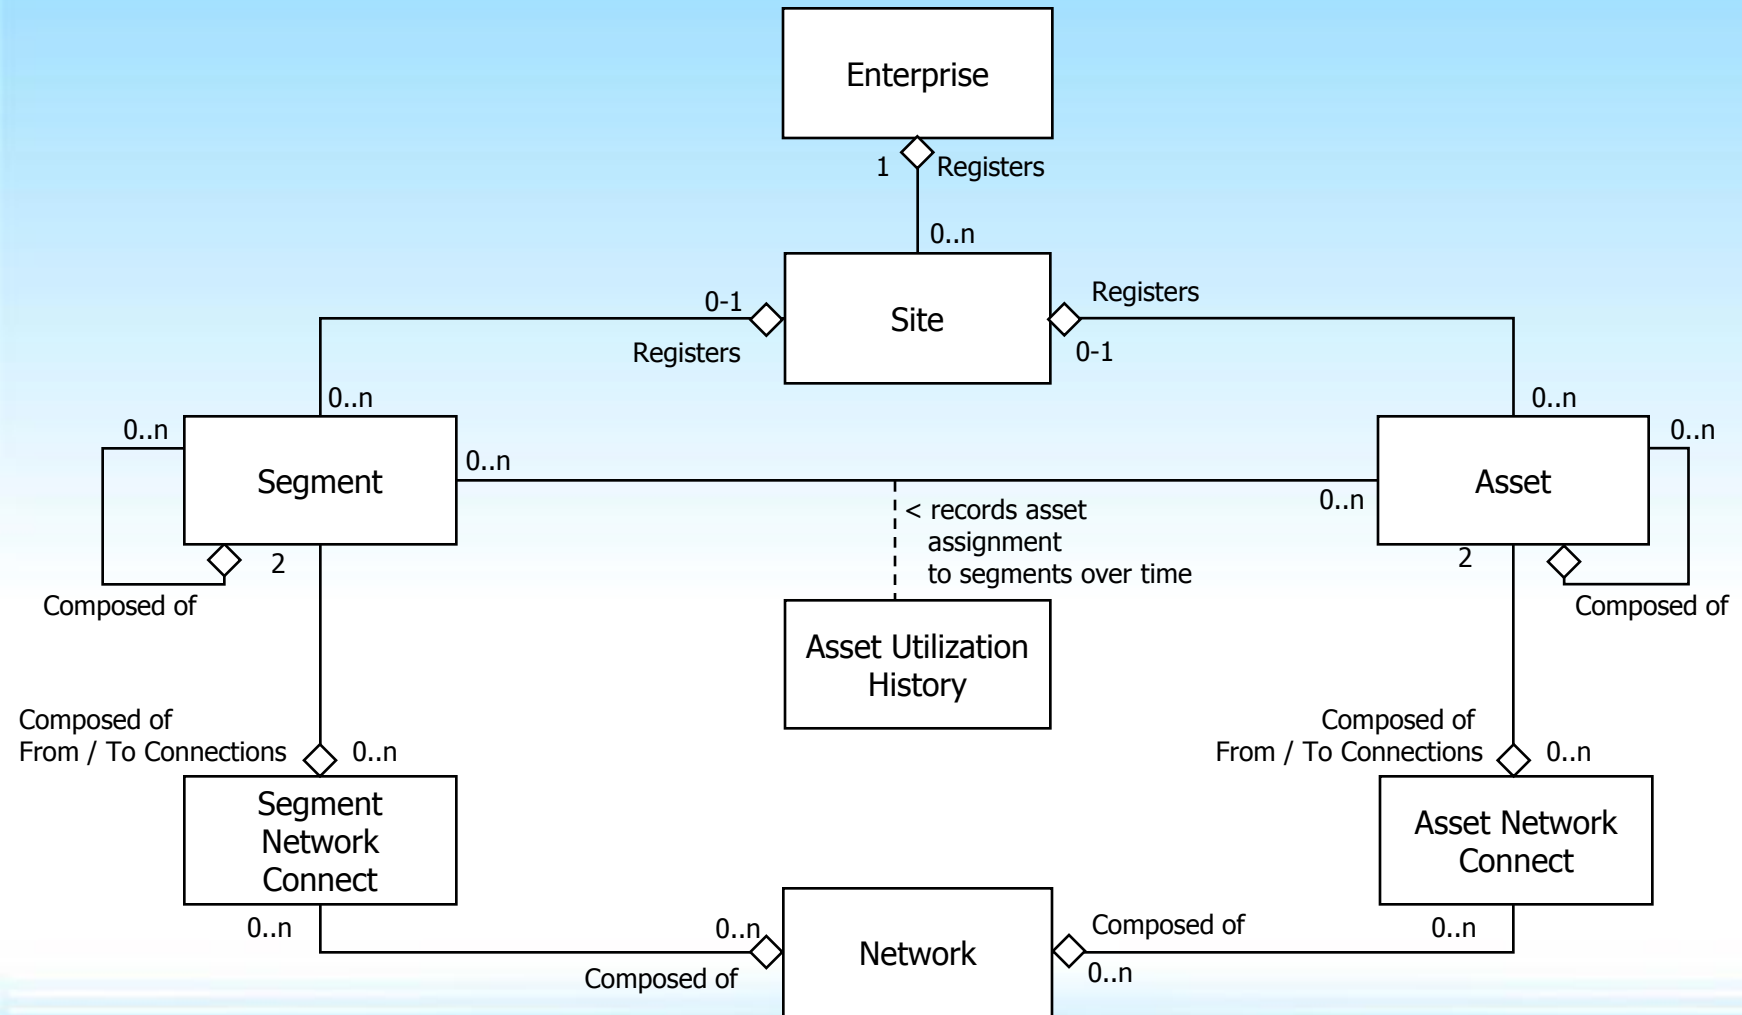 Enterprise
1
Registers
0..n
Site
0-1
Registers
Registers
0-1
0..n
0..n
0..n
Segment
0..n
2
Composed of
0..n
Asset
0..n
2
Composed of
< records asset
assignment
to segments over time
Asset Utilization
History
Composed of
From / To Connections
0..n
Composed of
From / To Connections
0..n
Segment
Network
Connect
Asset Network
Connect
0..n
0..n
Composed of
Network
Composed of
0..n
0..n